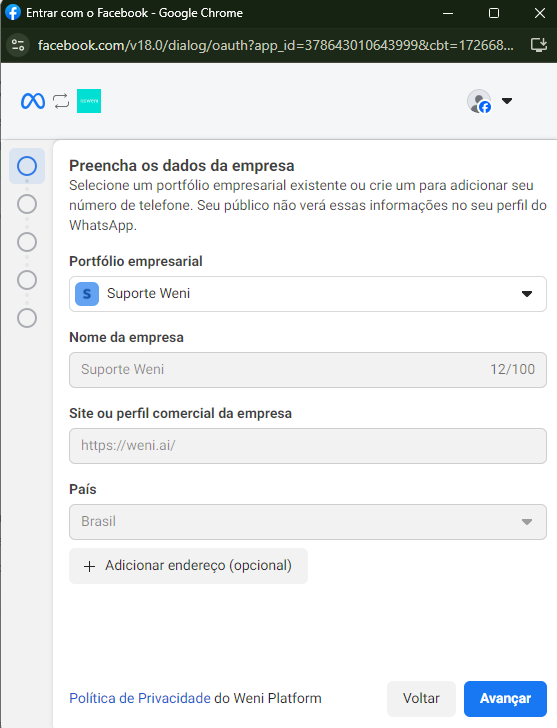 Entrar com o Facebook - Google Chrome
facebook.com/v18.0/dialog/oauth?app_id=378643010643999&cbt=172668...
Preencha os dados da empresa
Selecione um portfólio empresarial existente ou crie um para adicionar seu
número de telefone. Seu público não verá essas informações no seu perfil do
WhatsApp.
Portfólio empresarial
S Suporte Weni
Nome da empresa
Suporte Weni 12/100
Site ou perfil comercial da empresa
https://weni.ai/
País
Brasil
+ Adicionar endereço (opcional)
Política de Privacidade do Weni Platform Voltar Avançar